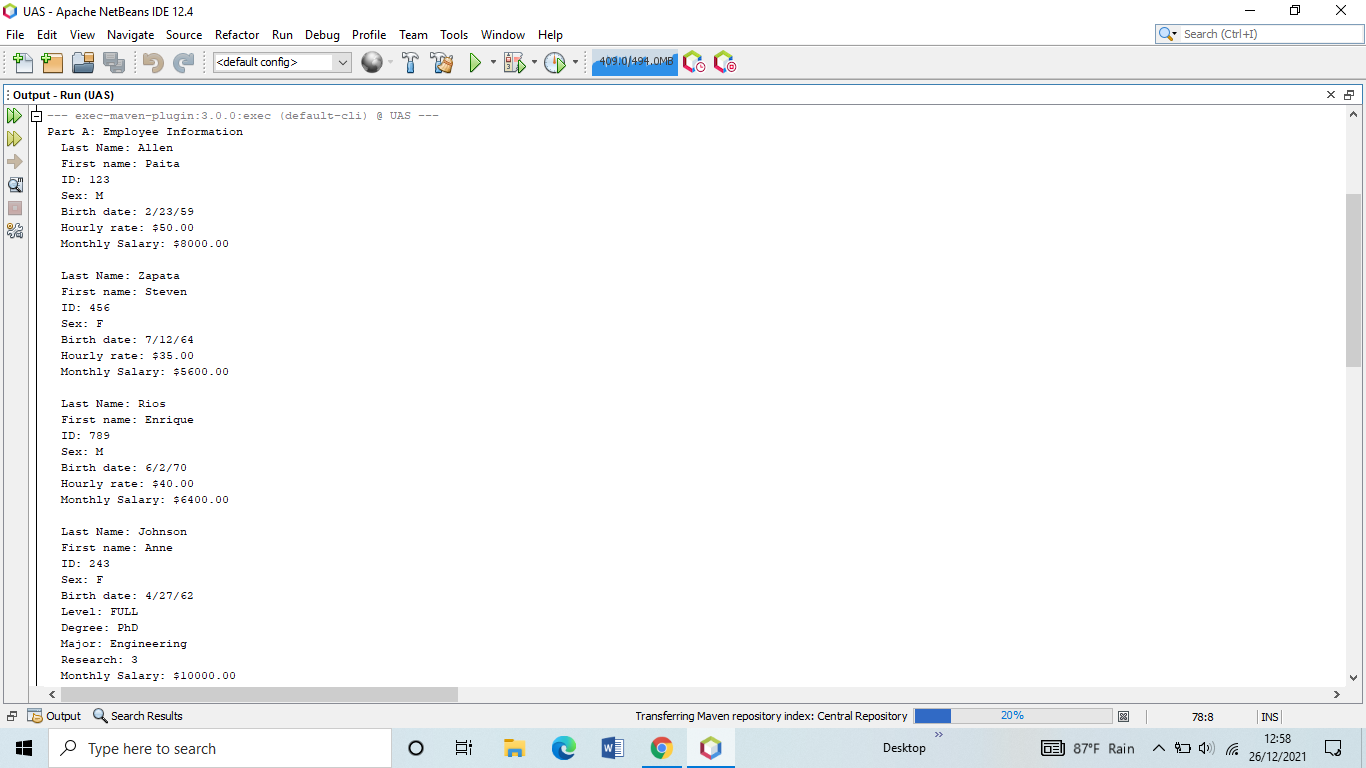 UAS - Apache NetBeans IDE 12.4
File Edit View Navigate Source Refactor Run Debug Profile Team Tools Window Help
Search (Ctrl+I)
<default config>
409.0/494.0MB
Output - Run (UAS)
--- exec-maven-plugin:3.0.0:exec (default-cli) @ UAS ---
Part A: Employee Information
Last Name: Allen
First name: Paita
ID: 123
Sex: M
Birth date: 2/23/59
Hourly rate: $50.00
Monthly Salary: $8000.00
Last Name: Zapata
First name: Steven
ID: 456
Sex: F
Birth date: 7/12/64
Hourly rate: $35.00
Monthly Salary: $5600.00
Last Name: Rios
First name: Enrique
ID: 789
Sex: M
Birth date: 6/2/70
Hourly rate: $40.00
Monthly Salary: $6400.00
Last Name: Johnson
First name: Anne
ID: 243
Sex: F
Birth date: 4/27/62
Level: FULL
Degree: PhD
Major: Engineering
Research: 3
Monthly Salary: $10000.00
Output Search Results
Transferring Maven repository index: Central Repository 20% 78:8 INS
Type here to search
Desktop
87°F Rain
12:58
26/12/2021